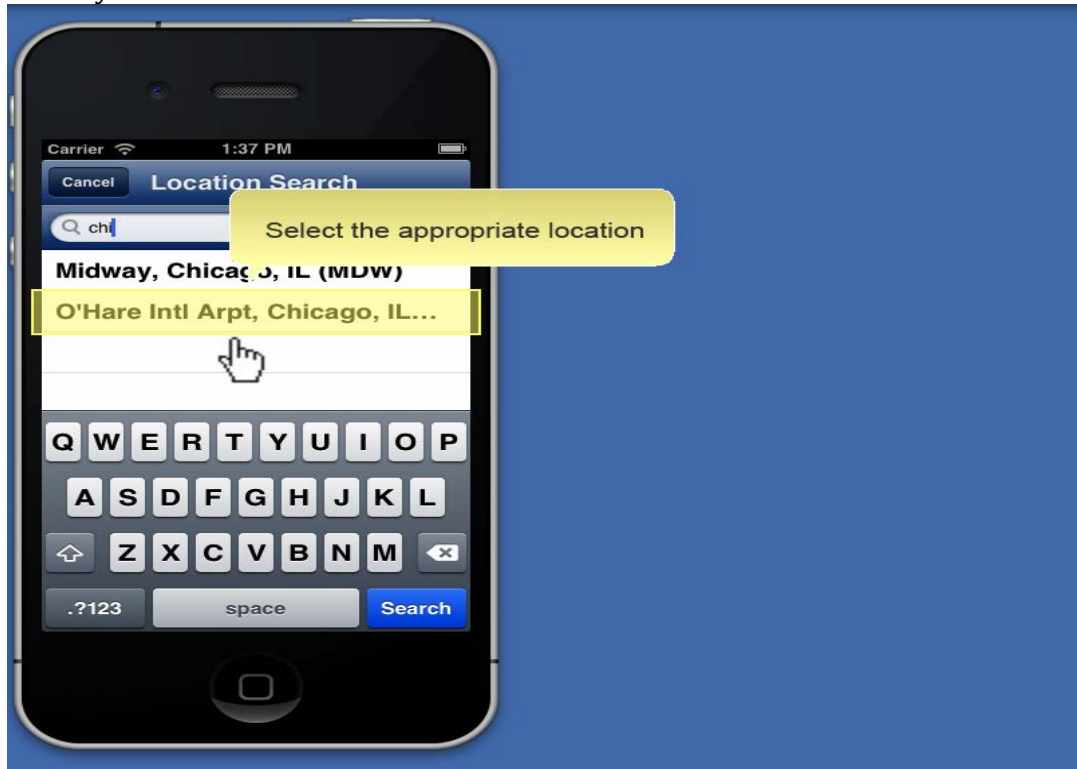 Carrier 1:37 PM
Cancel Location Search
chi
Select the appropriate location
Midway, Chicago, IL (MDW)
O'Hare Intl Arpt, Chicago, IL...
Q W E R T Y U I O P
A S D F G H J K L
Z X C V B N M
.?123 space Search